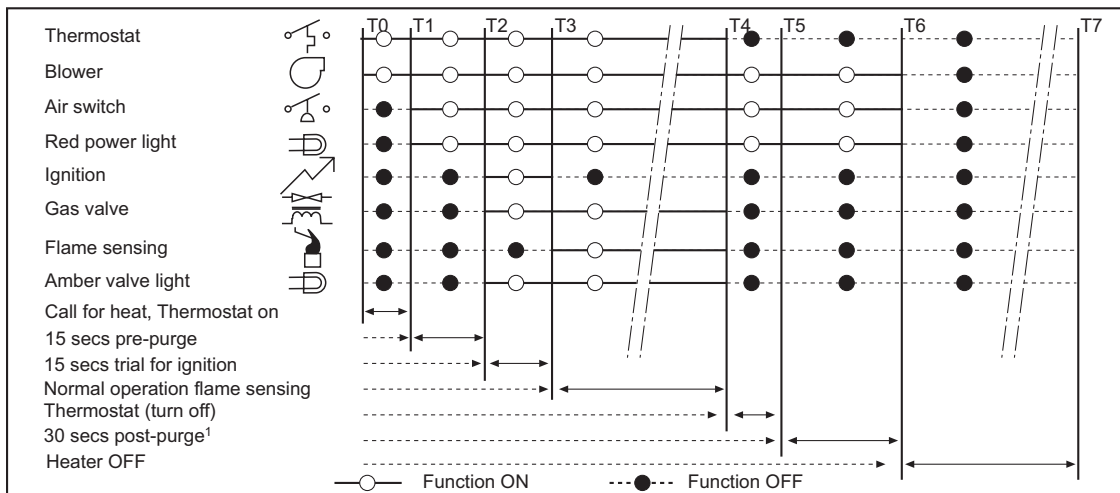 T0 T1 T2 T3 T4 T5 T6 T7
Thermostat
Blower
Air switch
Red power light
Ignition
Gas valve
Flame sensing
Amber valve light
Call for heat, Thermostat on
15 secs pre-purge
15 secs trial for ignition
Normal operation flame sensing
Thermostat (turn off)
30 secs post-purge¹
Heater OFF
Function ON Function OFF